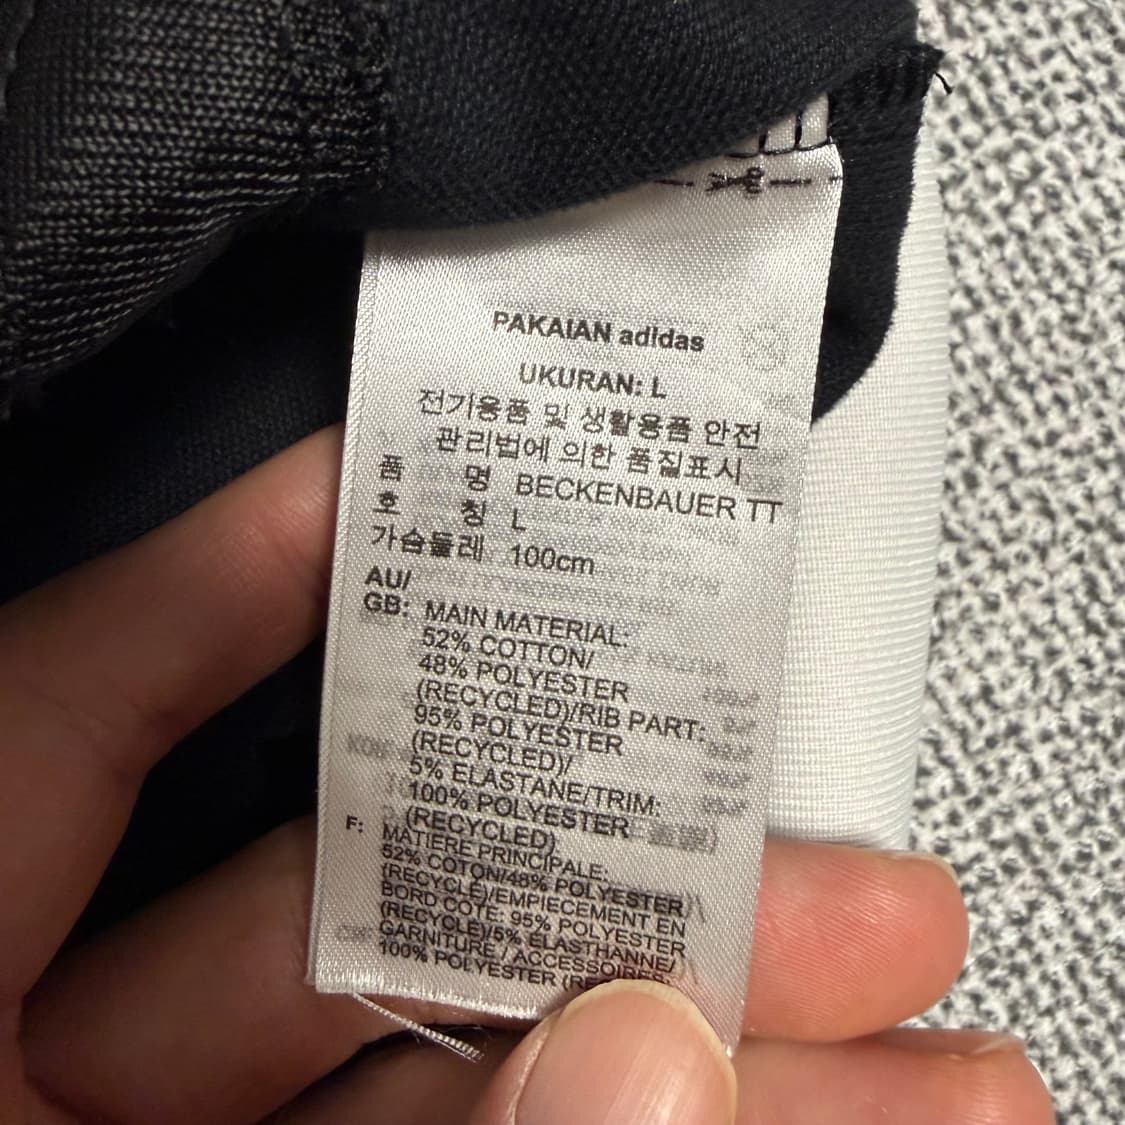 PAKAIAN adidas
UKURAN: L
전기용품 및 생활용품 안전
관리법에 의한 품질표시
품 명 BECKENBAUER TT
호 칭 L
가슴둘레 100cm
AU/
GB: MAIN MATERIAL:
52% COTTON/
48% POLYESTER
(RECYCLED)/RIB PART:
95% POLYESTER
(RECYCLED)/
5% ELASTANE/TRIM:
100% POLYESTER
(RECYCLED)
F: MATIERE PRINCIPALE:
52% COTON/48% POLYESTER
(RECYCLE)/EMPIECEMENT EN
BORD COTE: 95% POLYESTER
(RECYCLE)/5% ELASTHANNE/
GARNITURE / ACCESSOIRES:
100% POLYESTER